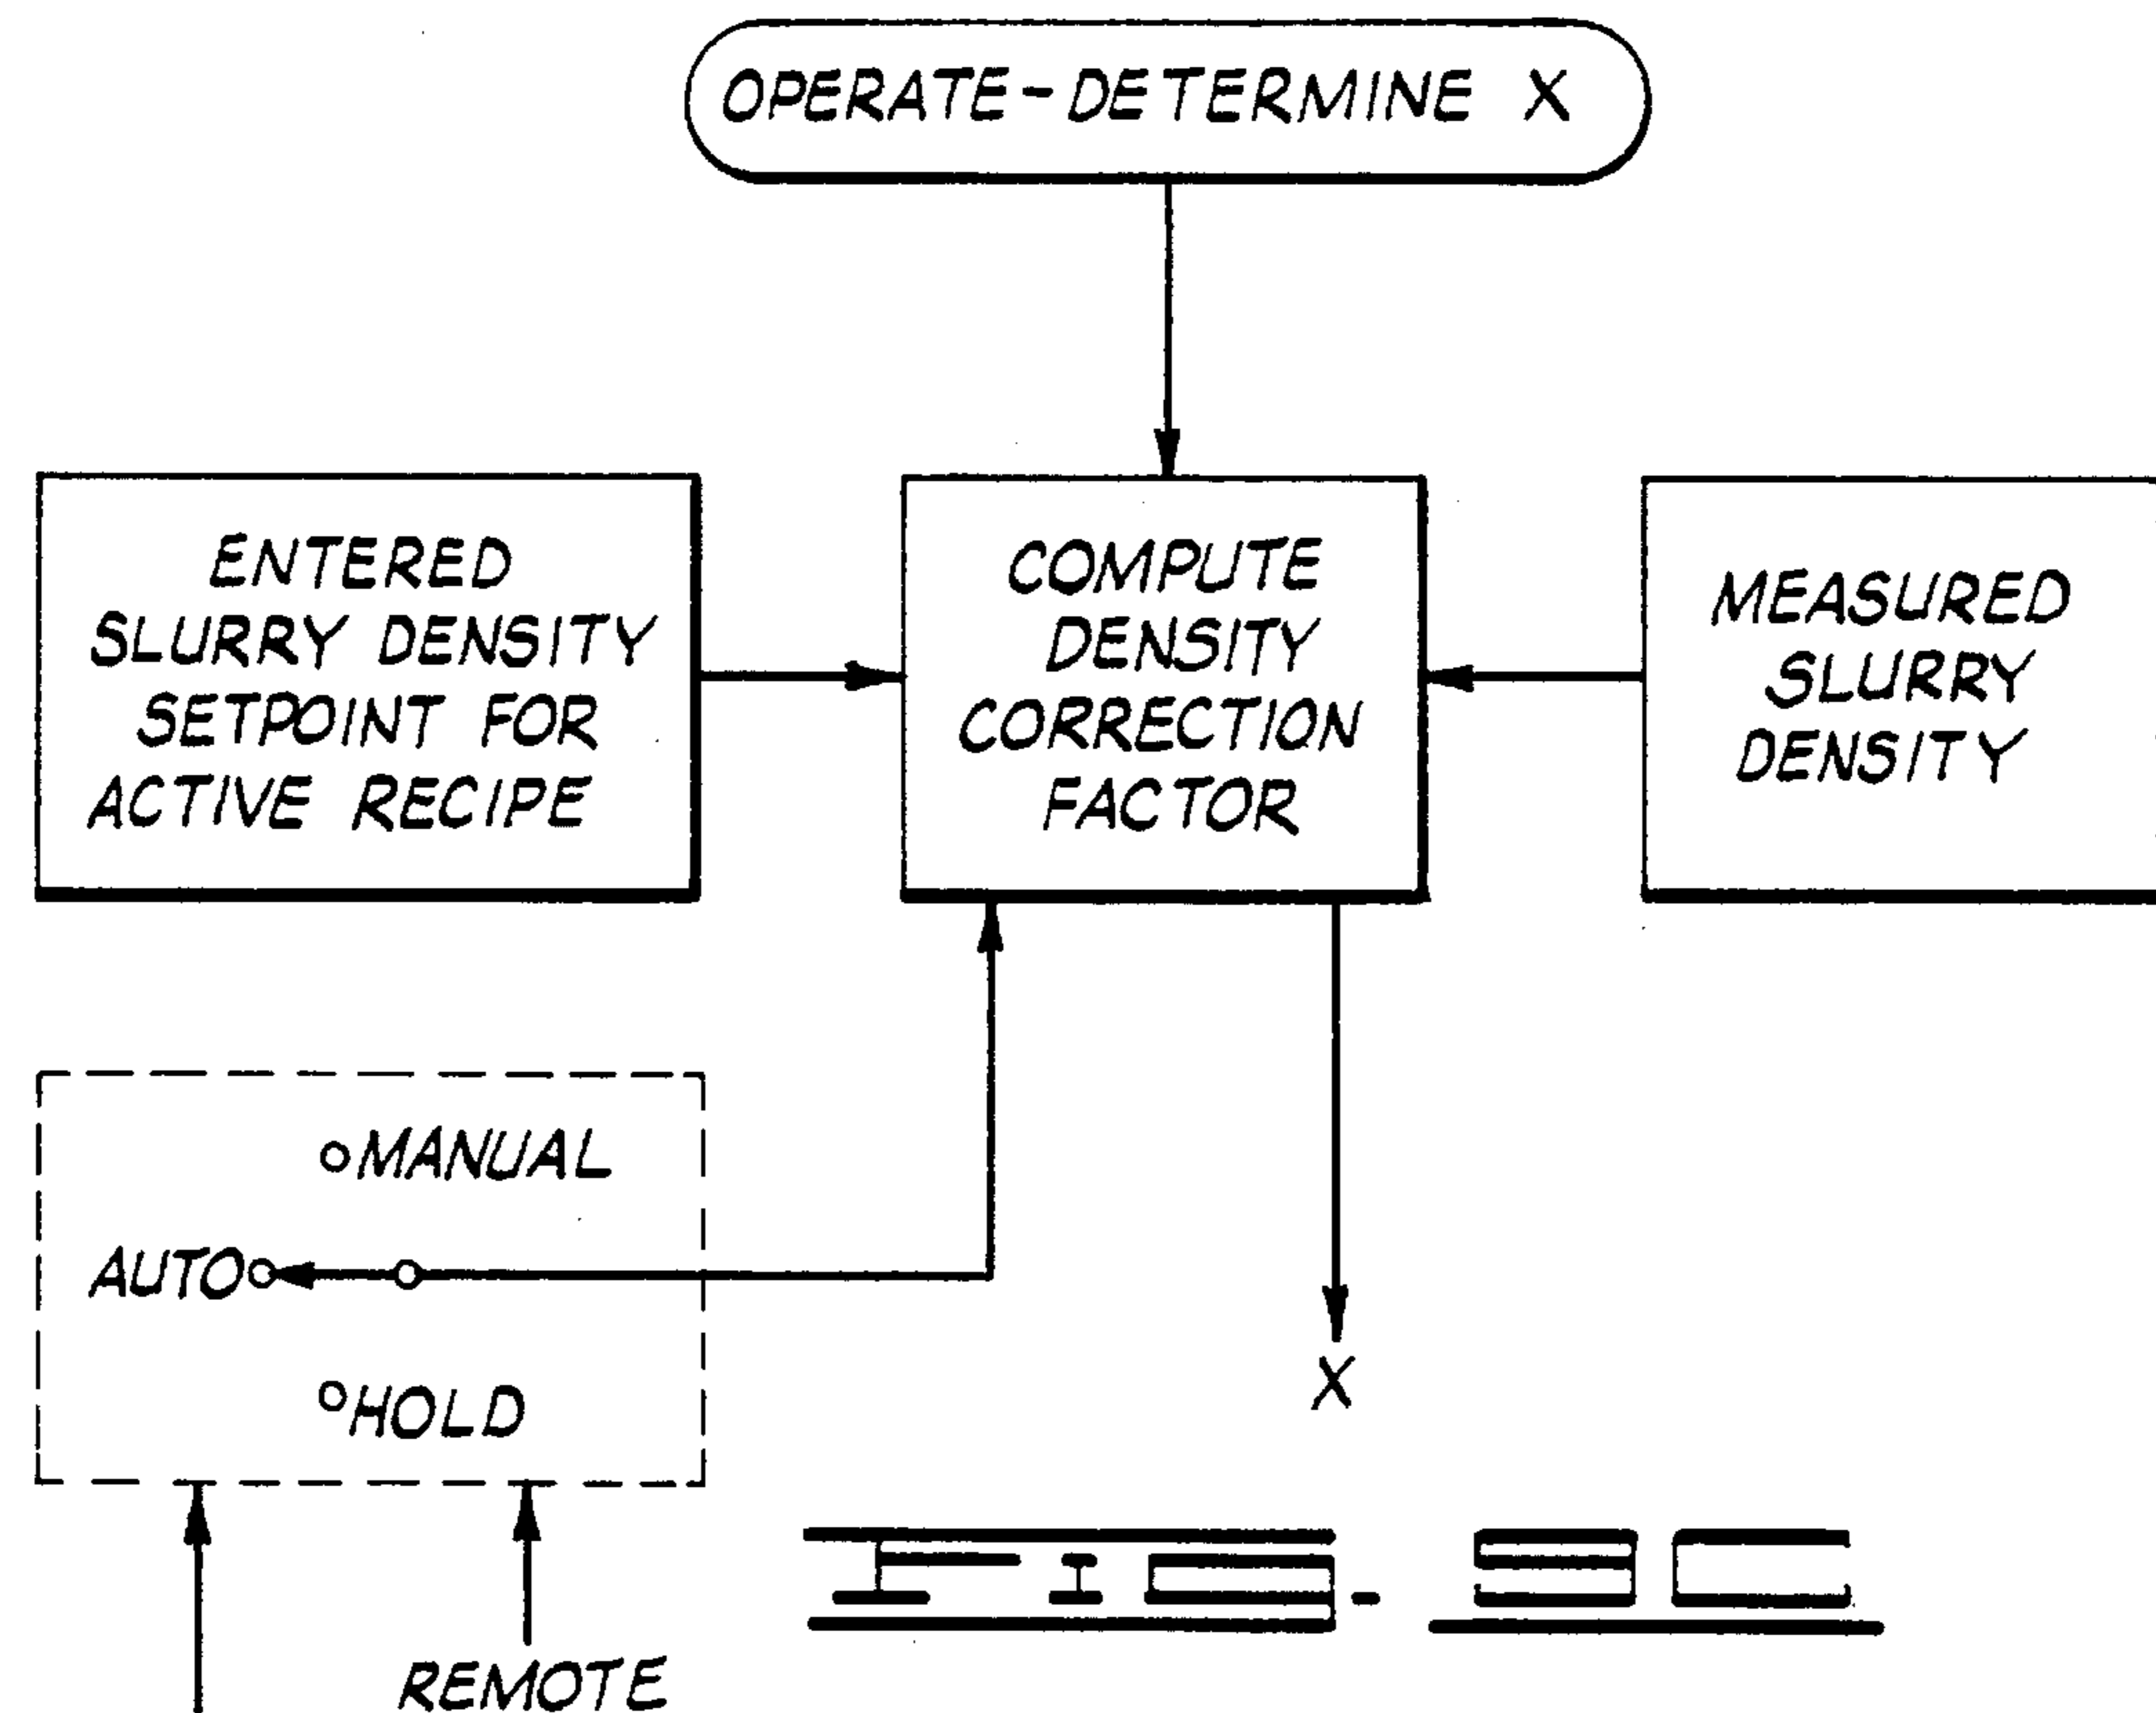 OPERATE-DETERMINE X
ENTERED
SLURRY DENSITY
SETPOINT FOR
ACTIVE RECIPE
COMPUTE
DENSITY
CORRECTION
FACTOR
MEASURED
SLURRY
DENSITY
MANUAL
AUTO
HOLD
X
REMOTE
FIG. 9C